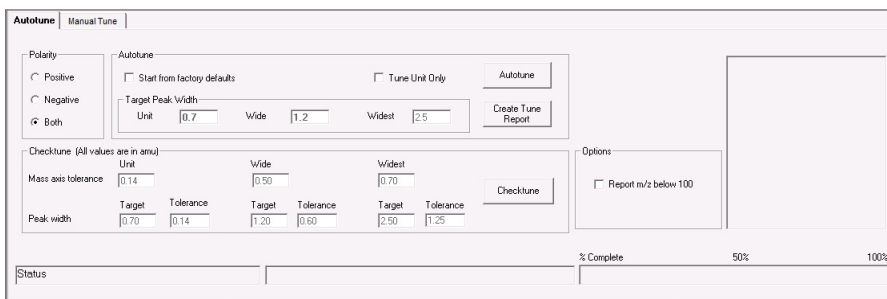 Autotune Manual Tune
Polarity
Positive
Negative
Both
Autotune
Start from factory defaults
Tune Unit Only
Autotune
Target Peak Width
Unit 0.7 Wide 1.2 Widest 2.5
Create Tune
Report
Checktune (All values are in amu)
Unit Wide Widest
Mass axis tolerance 0.14 0.50 0.70
Target Tolerance Target Tolerance Target Tolerance
Peak width 0.70 0.14 1.20 0.60 2.50 1.25
Checktune
Options
Report m/z below 100
% Complete 50% 100%
Status